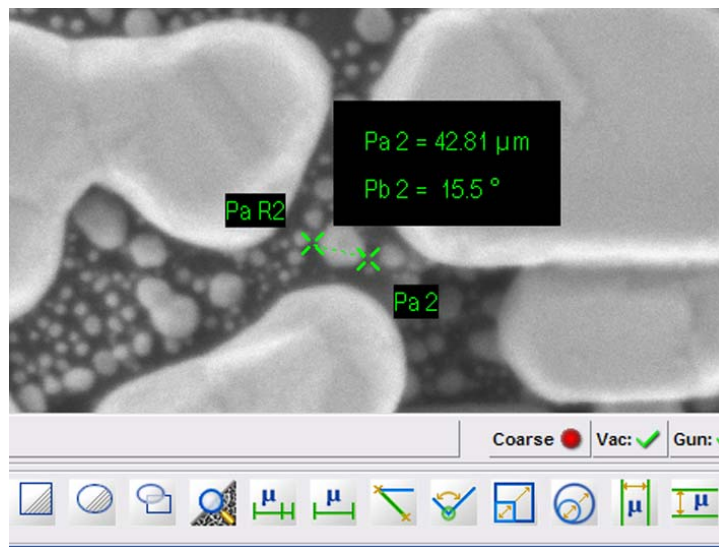 Pa 2 = 42.81 µm
Pb 2 = 15.5 °
Pa R2
Pa 2
Coarse Vac: Gun:
µ µ µ µ